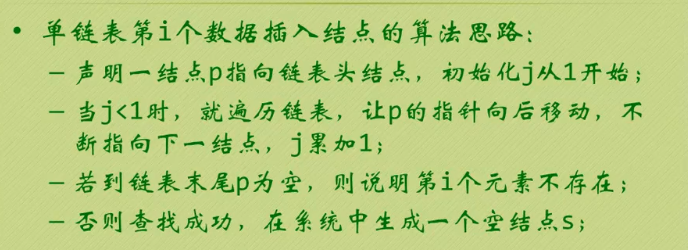 • 单链表第i个数据插入结点的算法思路：
– 声明一结点p指向链表头结点，初始化j从1开始；
– 当j<1时，就遍历链表，让p的指针向后移动，不
断指向下一结点，j累加1；
– 若到链表末尾p为空，则说明第i个元素不存在；
– 否则查找成功，在系统中生成一个空结点s；